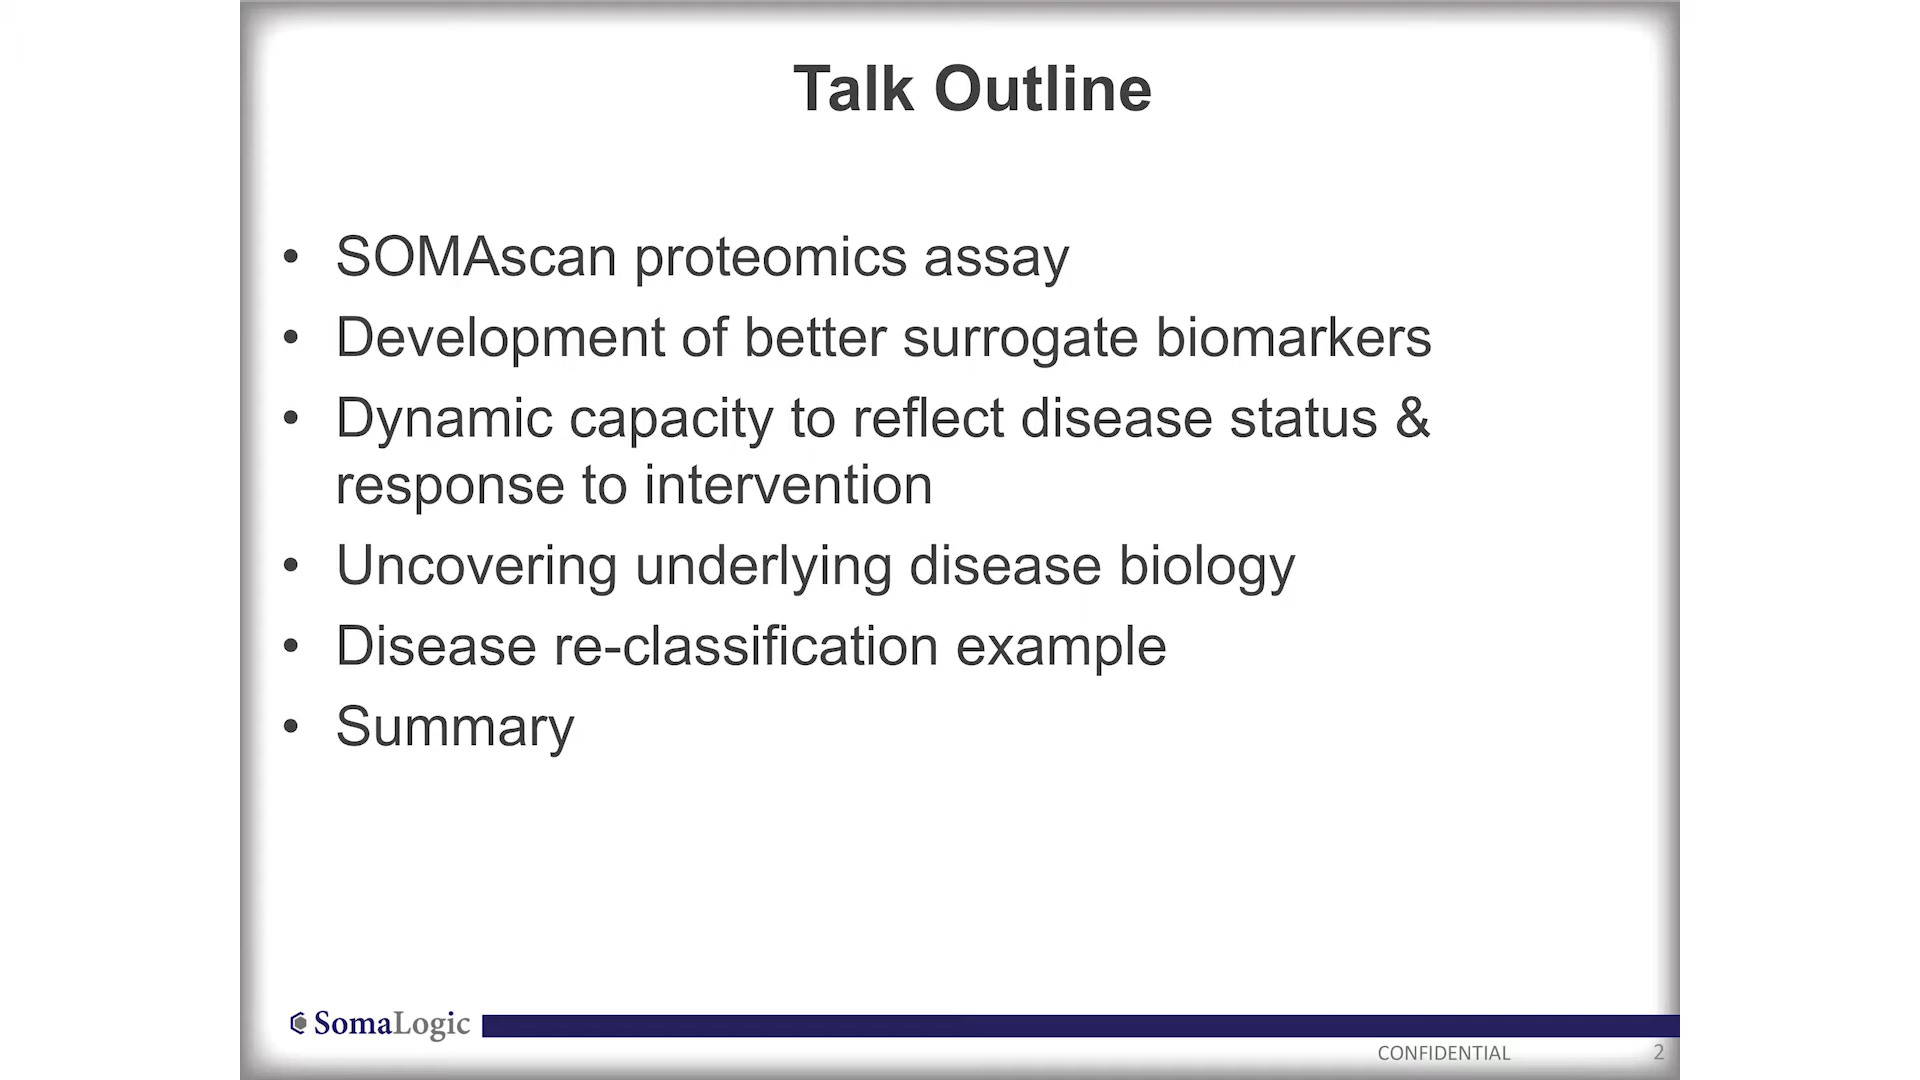 Talk Outline
• SOMAscan proteomics assay
• Development of better surrogate biomarkers
• Dynamic capacity to reflect disease status &
response to intervention
• Uncovering underlying disease biology
• Disease re-classification example
• Summary
SomaLogic
CONFIDENTIAL
2